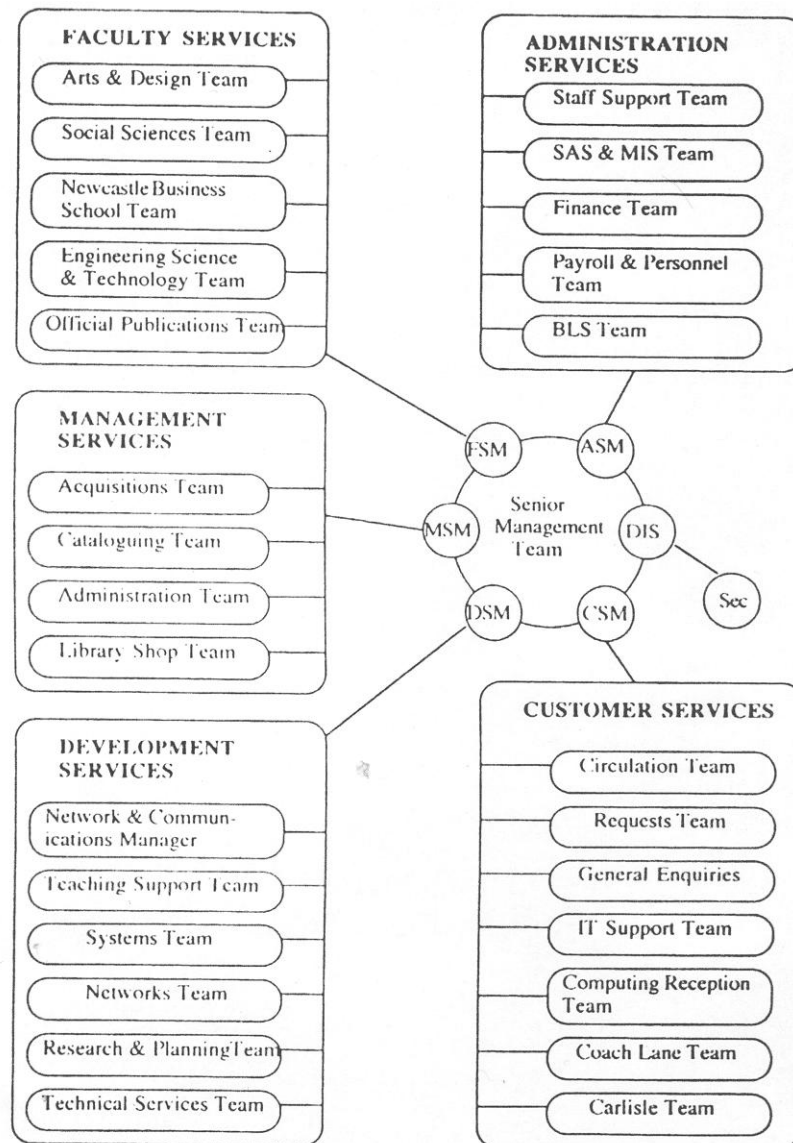 FACULTY SERVICES
Arts & Design Team
Social Sciences Team
Newcastle Business
School Team
Engineering Science
& Technology Team
Official Publications Team
ADMINISTRATION
SERVICES
Staff Support Team
SAS & MIS Team
Finance Team
Payroll & Personnel
Team
BLS Team
MANAGEMENT
SERVICES
Acquisitions Team
Cataloguing Team
Administration Team
Library Shop Team
FSM
ASM
MSM
Senior
Management
Team
DIS
DSM
CSM
Sec
DEVELOPMENT
SERVICES
Network & Commun-
ications Manager
Teaching Support Team
Systems Team
Networks Team
Research & Planning Team
Technical Services Team
CUSTOMER SERVICES
Circulation Team
Requests Team
General Enquiries
IT Support Team
Computing Reception
Team
Coach Lane Team
Carlisle Team